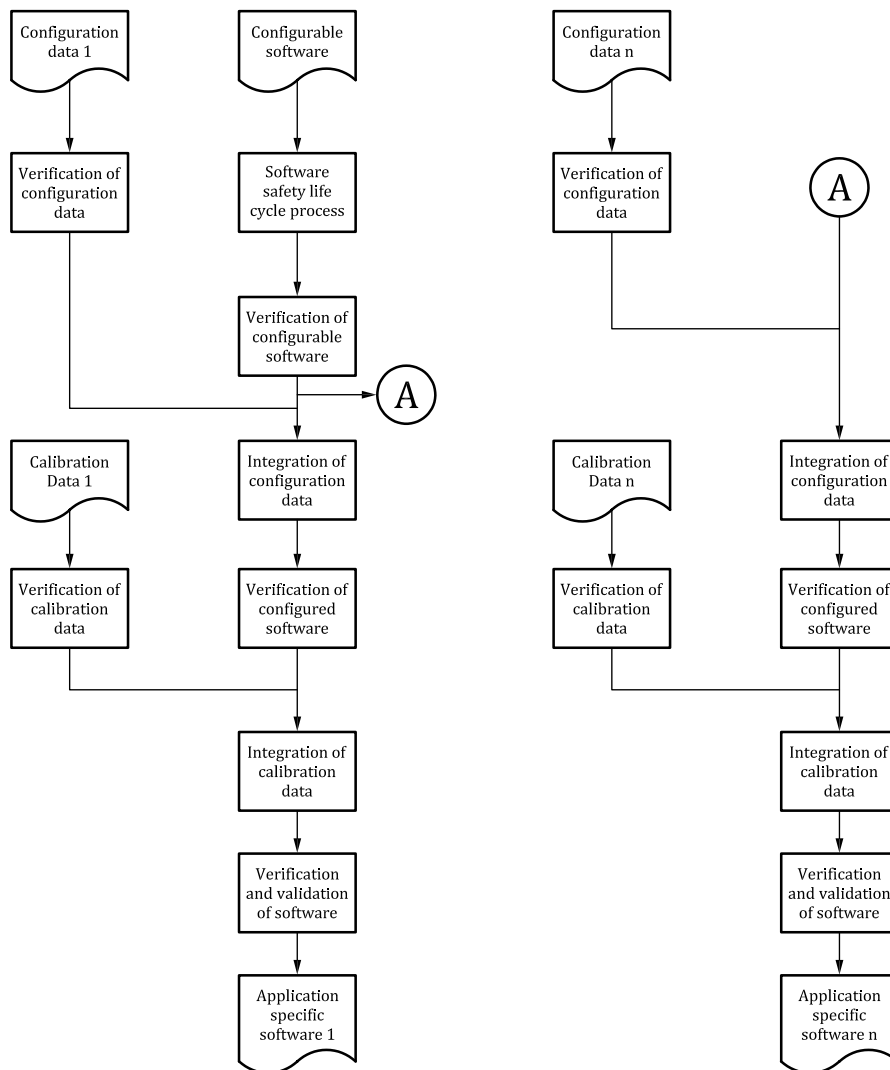 Configuration
data 1
Configurable
software
Configuration
data n
Verification of
configuration
data
Software
safety life
cycle process
Verification of
configuration
data
A
Verification of
configurable
software
A
Calibration
Data 1
Integration of
configuration
data
Calibration
Data n
Integration of
configuration
data
Verification of
calibration
data
Verification of
configured
software
Verification of
calibration
data
Verification of
configured
software
Integration of
calibration
data
Integration of
calibration
data
Verification
and validation
of software
Verification
and validation
of software
Application
specific
software 1
Application
specific
software n